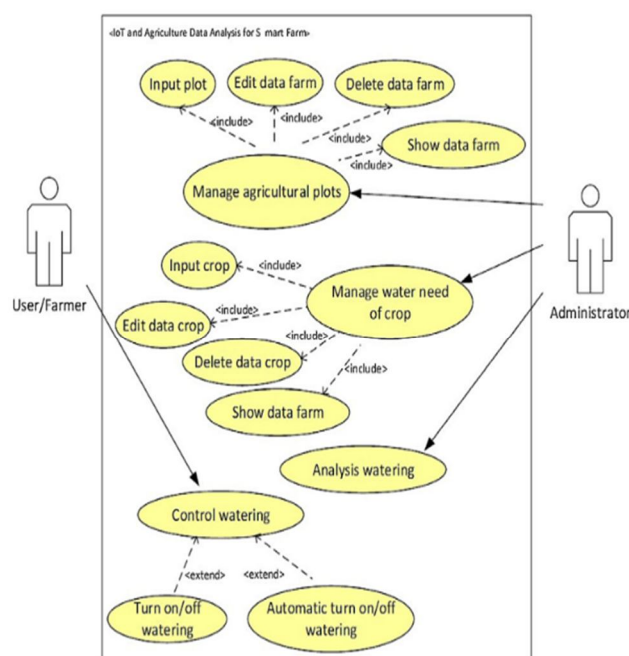 <IoT and Agriculture Data Analysis for S mart Farm>
Input plot
Edit data farm
Delete data farm
<include>
<include>
<include>
Show data farm
<include>
Manage agricultural plots
User/Farmer
Administrator
Input crop
<include>
Manage water need
of crop
Edit data crop
<include>
Delete data crop
<include>
<include>
Show data farm
Analysis watering
Control watering
<extend>
<extend>
Turn on/off
watering
Automatic turn on/off
watering